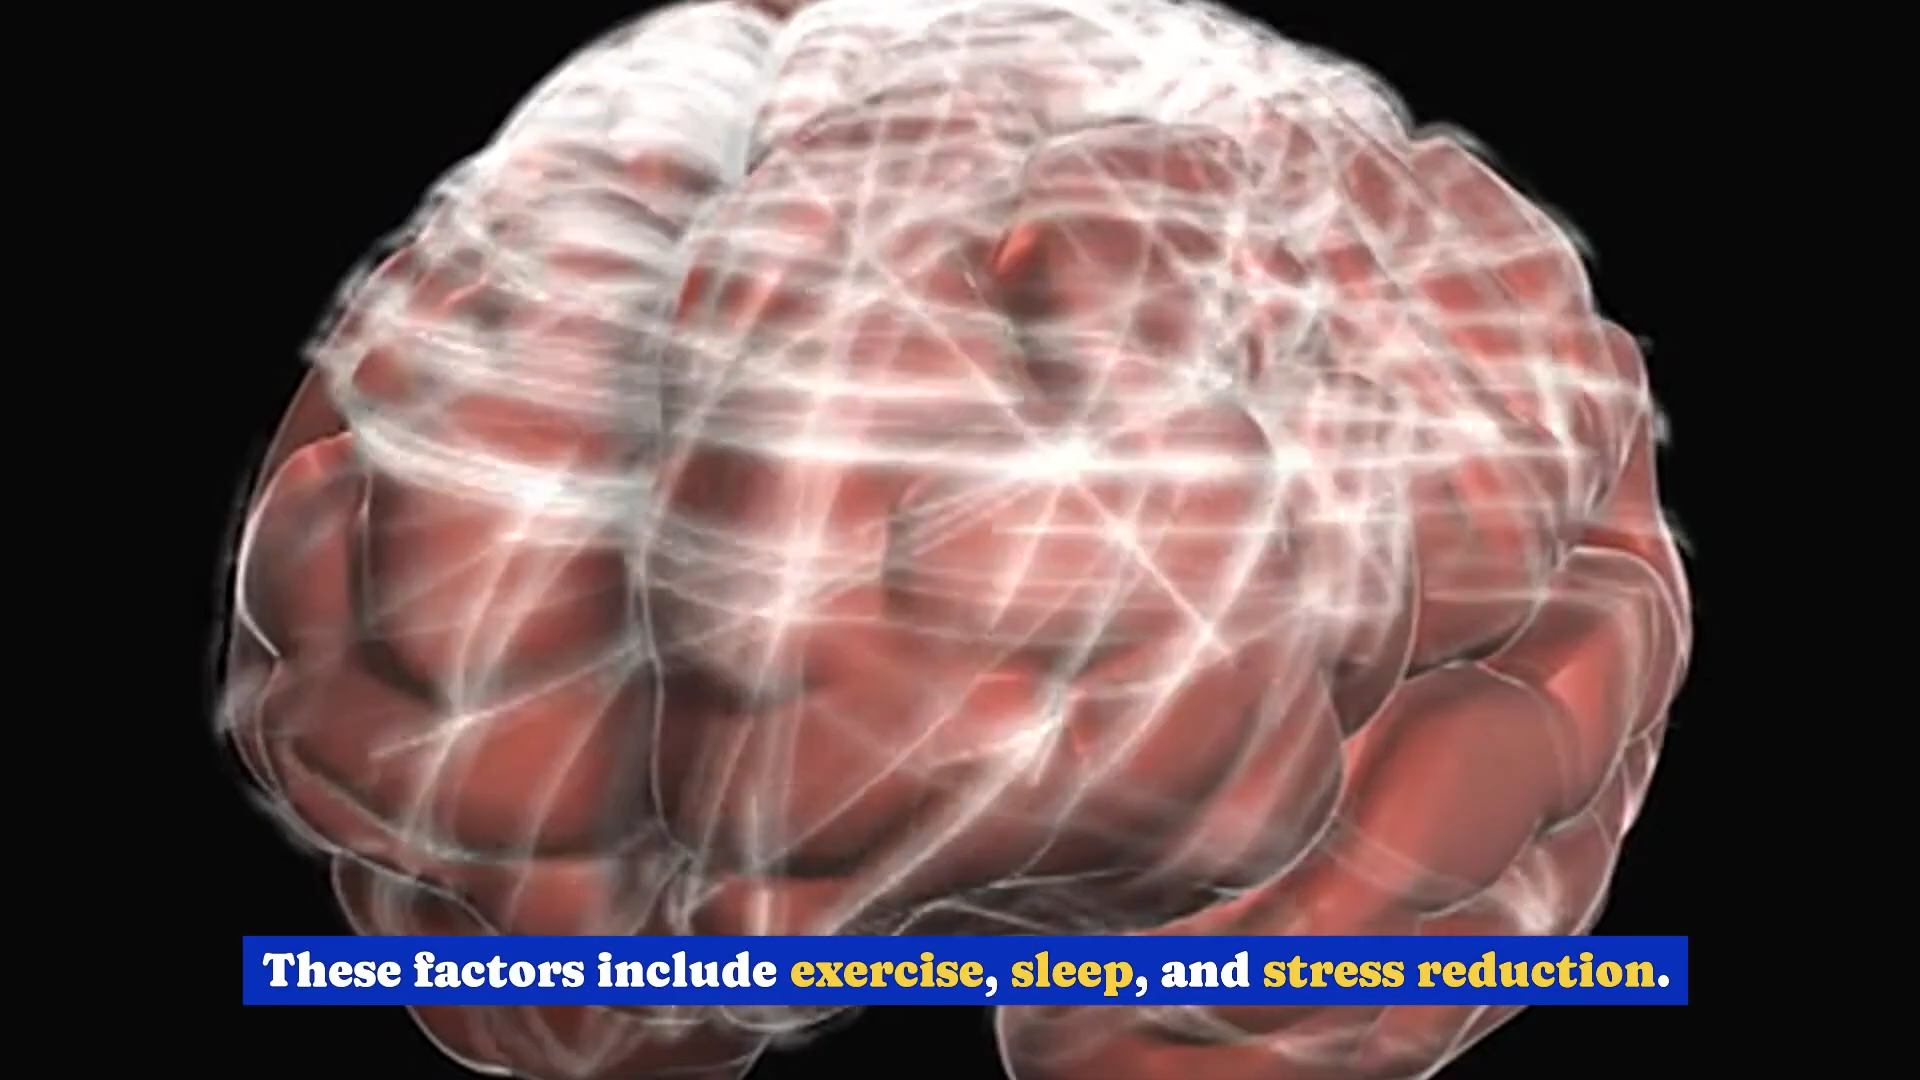 These factors include exercise, sleep, and stress reduction.